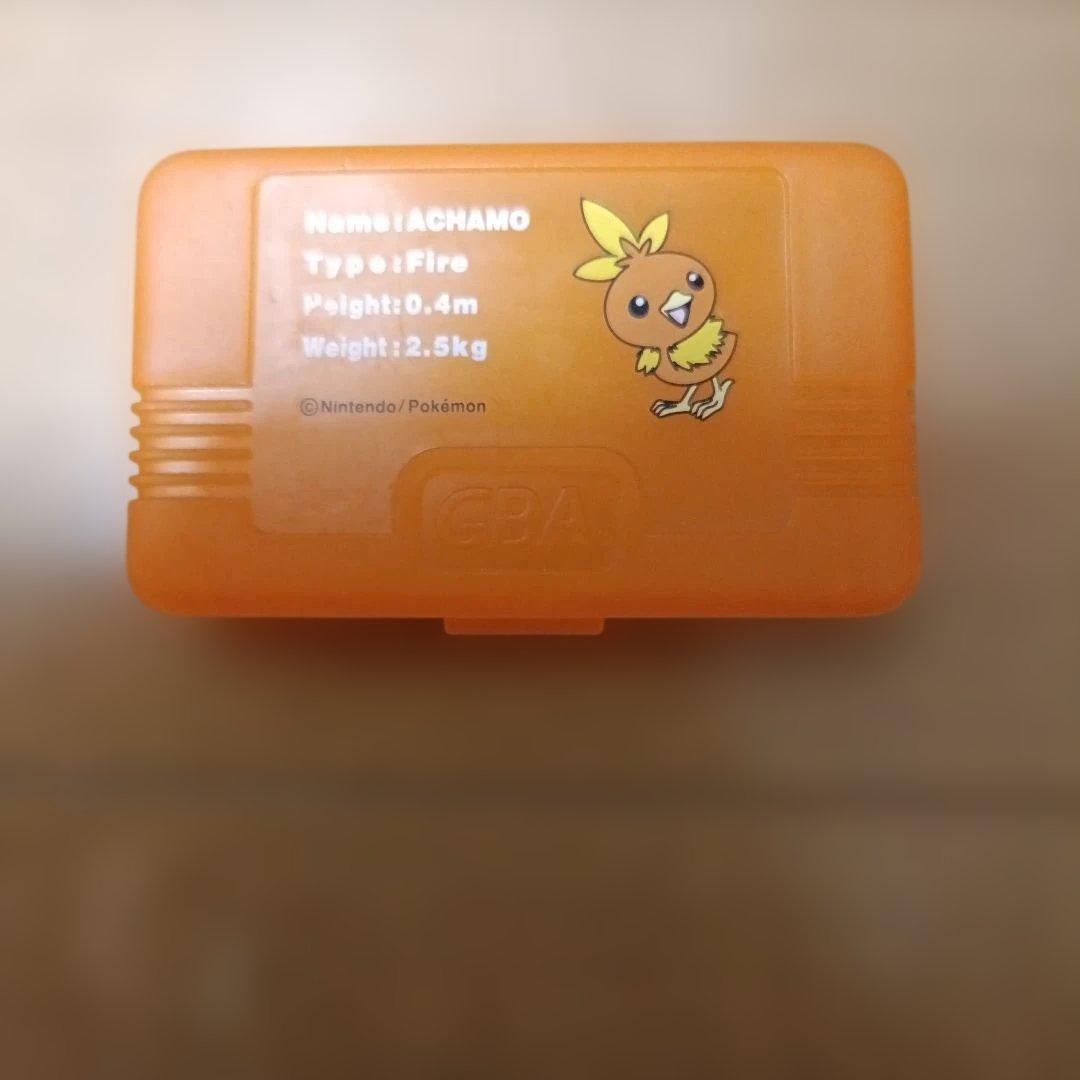 Name:ACHAMO
Type:Fire
Height:0.4m
Weight:2.5kg
©Nintendo/Pokémon
GBA